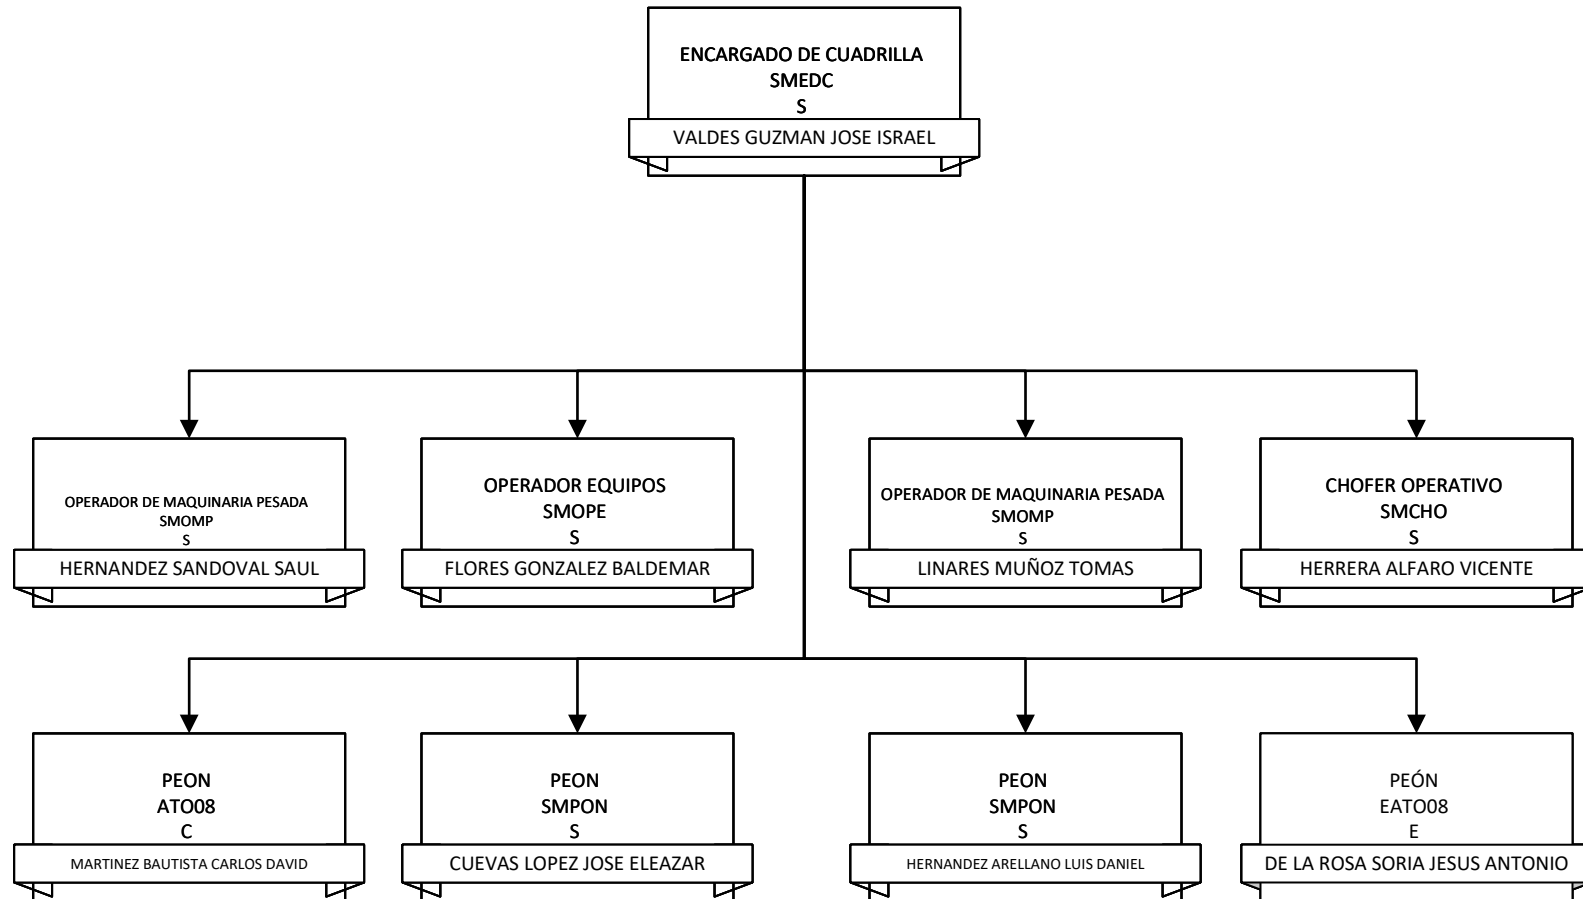 ENCARGADO DE CUADRILLA
SMEDC
S
VALDES GUZMAN JOSE ISRAEL
OPERADOR DE MAQUINARIA PESADA
SMOMP
S
HERNANDEZ SANDOVAL SAUL
OPERADOR EQUIPOS
SMOPE
S
FLORES GONZALEZ BALDEMAR
OPERADOR DE MAQUINARIA PESADA
SMOMP
S
LINARES MUÑOZ TOMAS
CHOFER OPERATIVO
SMCHO
S
HERRERA ALFARO VICENTE
PEON
ATO08
C
MARTINEZ BAUTISTA CARLOS DAVID
PEON
SMPON
S
CUEVAS LOPEZ JOSE ELEAZAR
PEON
SMPON
S
HERNANDEZ ARELLANO LUIS DANIEL
PEÓN
EATO08
E
DE LA ROSA SORIA JESUS ANTONIO